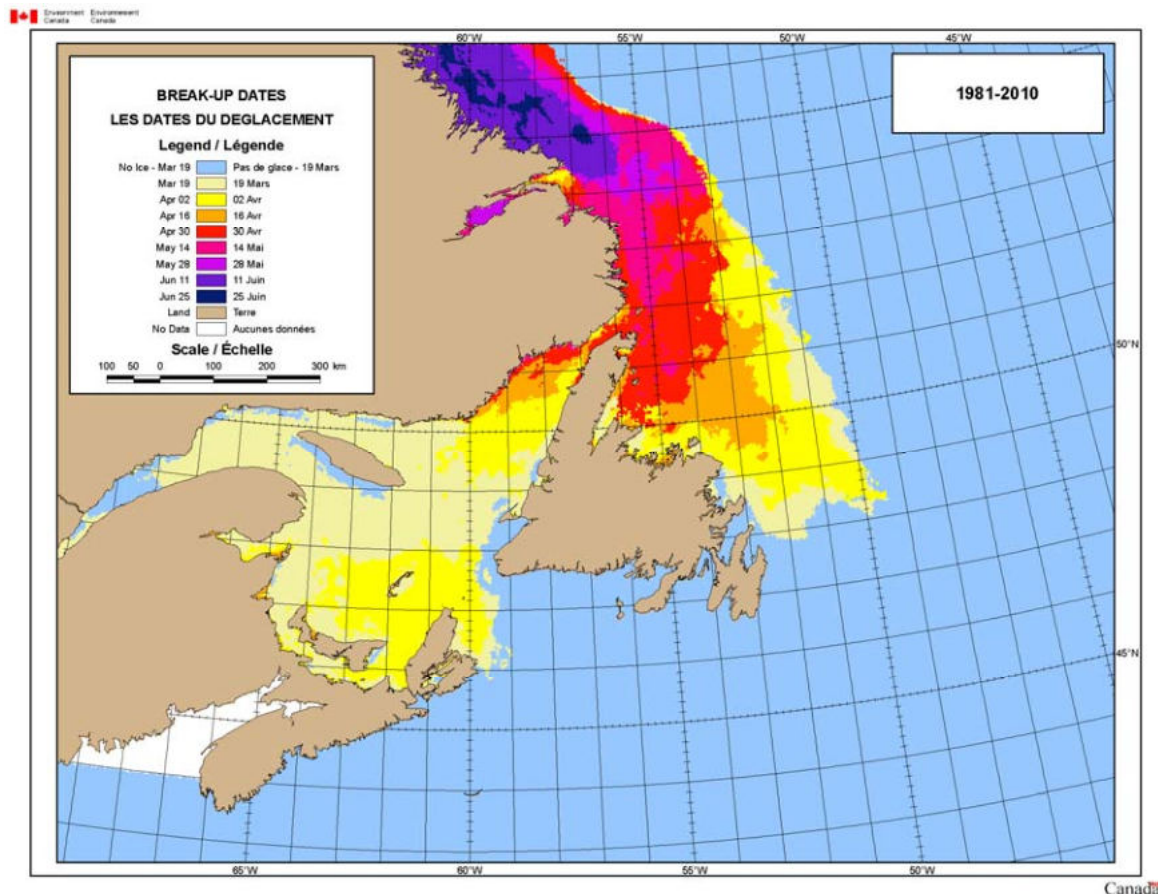 Environment Environnement
Canada Canada
60°W 55°W 50°W 45°W
BREAK-UP DATES
LES DATES DU DEGLACEMENT
Legend / Légende
No Ice - Mar 19 Pas de glace - 19 Mars
Mar 19 19 Mars
Apr 02 02 Avr
Apr 16 16 Avr
Apr 30 30 Avr
May 14 14 Mai
May 28 28 Mai
Jun 11 11 Juin
Jun 25 25 Juin
Land Terre
No Data Aucunes données
Scale / Échelle
100 50 0 100 200 300 km
1981-2010
50°N
45°N
65°W 60°W 55°W 50°W
Canada